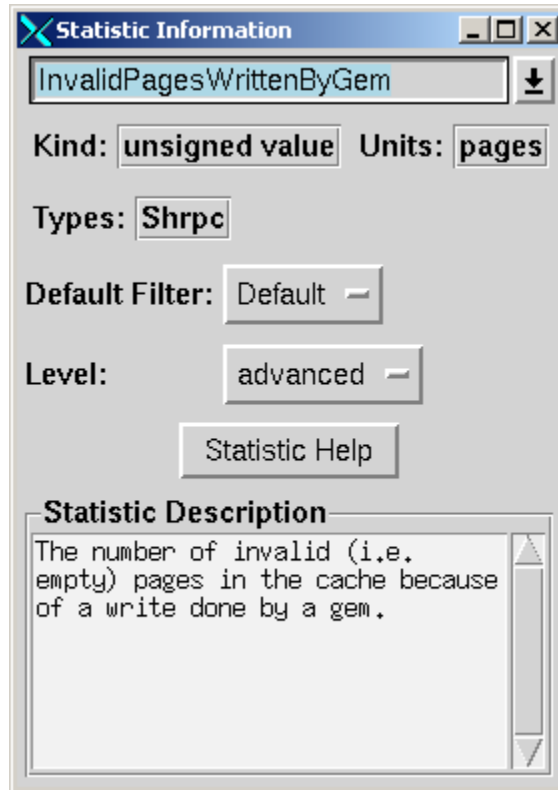 Statistic Information
InvalidPagesWrittenByGem
Kind: unsigned value Units: pages
Types: Shrpc
Default Filter: Default
Level: advanced
Statistic Help
Statistic Description
The number of invalid (i.e.
empty) pages in the cache because
of a write done by a gem.